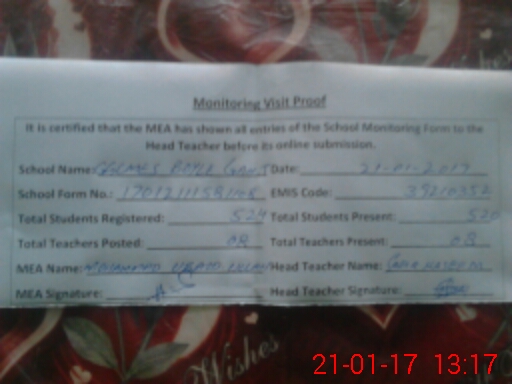 Monitoring Visit Proof
It is certified that the MEA has shown all entries of the School Monitoring Form to the
Head Teacher before its online submission.
School Name: Date: 21-01-2017
School Form No.: EMIS Code: 39210352
Total Students Registered: 524 Total Students Present: 520
Total Teachers Posted: 08 Total Teachers Present: 08
MEA Name: MOHAMMAD Head Teacher Name:
MEA Signature: Head Teacher Signature:
Wishes
21-01-17 13:17